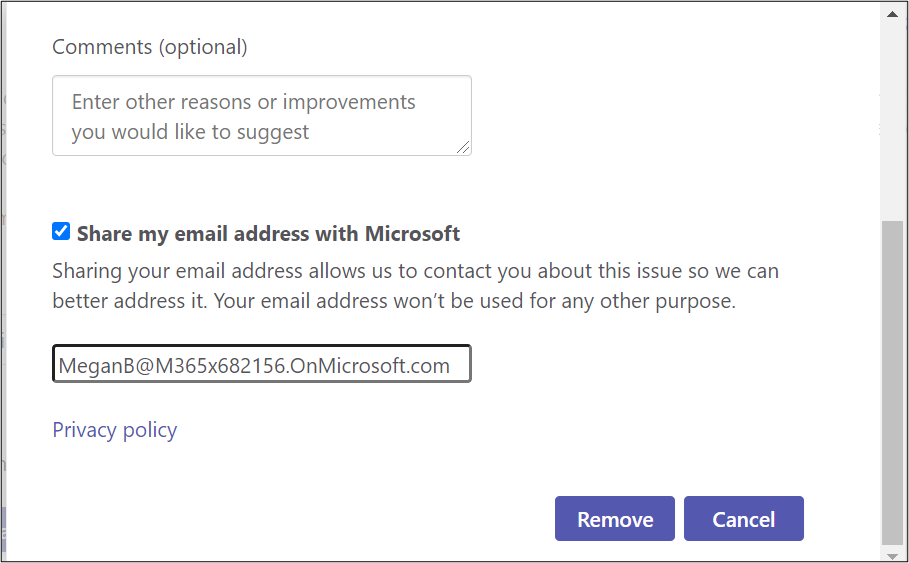 Comments (optional)
Enter other reasons or improvements
you would like to suggest
Share my email address with Microsoft
Sharing your email address allows us to contact you about this issue so we can
better address it. Your email address won’t be used for any other purpose.
MeganB@M365x682156.OnMicrosoft.com
Privacy policy
Remove Cancel